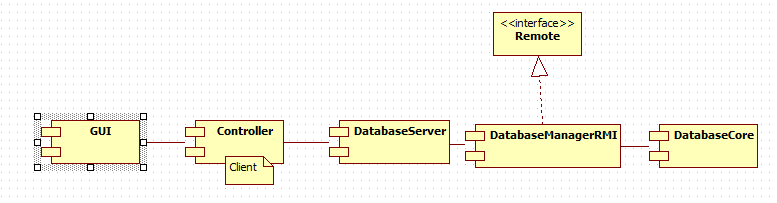 <<interface>>
Remote
GUI
Controller
DatabaseServer
DatabaseManagerRMI
DatabaseCore
Client